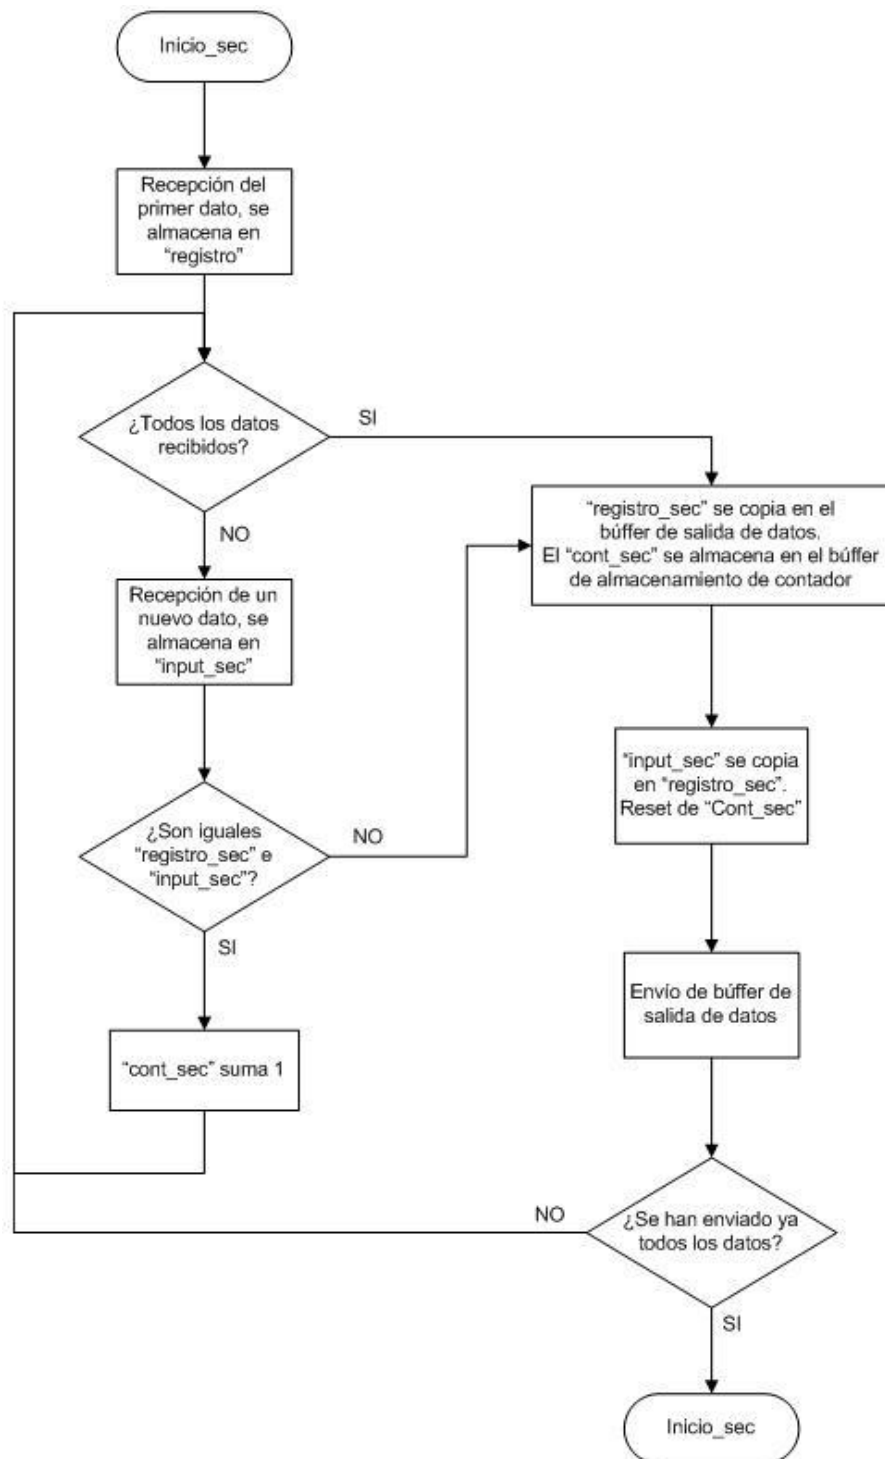 Inicio_sec
Recepción del
primer dato, se
almacena en
“registro”
¿Todos los datos
recibidos?
SI
NO
“registro_sec” se copia en el
búffer de salida de datos.
El “cont_sec” se almacena en el búffer
de almacenamiento de contador
Recepción de un
nuevo dato, se
almacena en
“input_sec”
“input_sec” se copia
en “registro_sec”.
Reset de “Cont_sec”
¿Son iguales
“registro_sec” e
“input_sec”?
NO
SI
Envío de búffer de
salida de datos
“cont_sec” suma 1
¿Se han enviado ya
todos los datos?
NO
SI
Inicio_sec